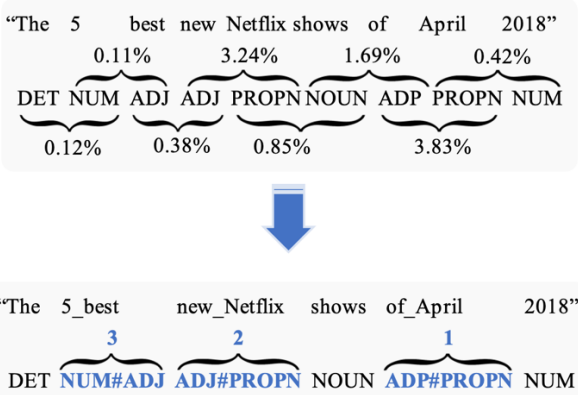 “The 5 best new Netflix shows of April 2018”
0.11% 3.24% 1.69% 0.42%
DET NUM ADJ ADJ PROPN NOUN ADP PROPN NUM
0.12% 0.38% 0.85% 3.83%
“The 5_best new_Netflix shows of_April 2018”
3 2 1
DET NUM#ADJ ADJ#PROPN NOUN ADP#PROPN NUM